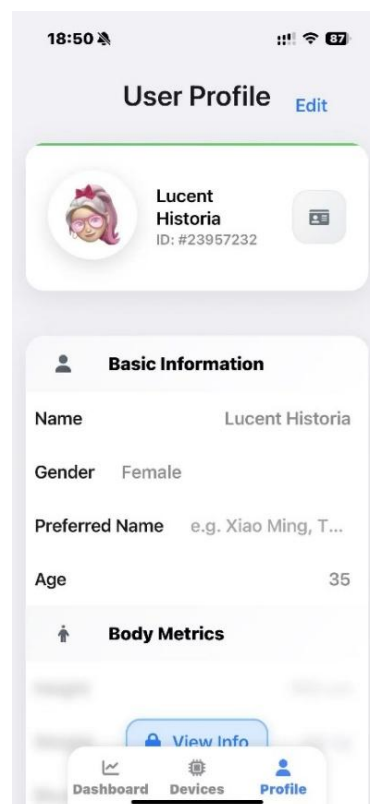 18:50
87
User Profile
Edit
Lucent
Historia
ID: #23957232
Basic Information
Name Lucent Historia
Gender Female
Preferred Name e.g. Xiao Ming, T...
Age 35
Body Metrics
View Info
Dashboard Devices Profile